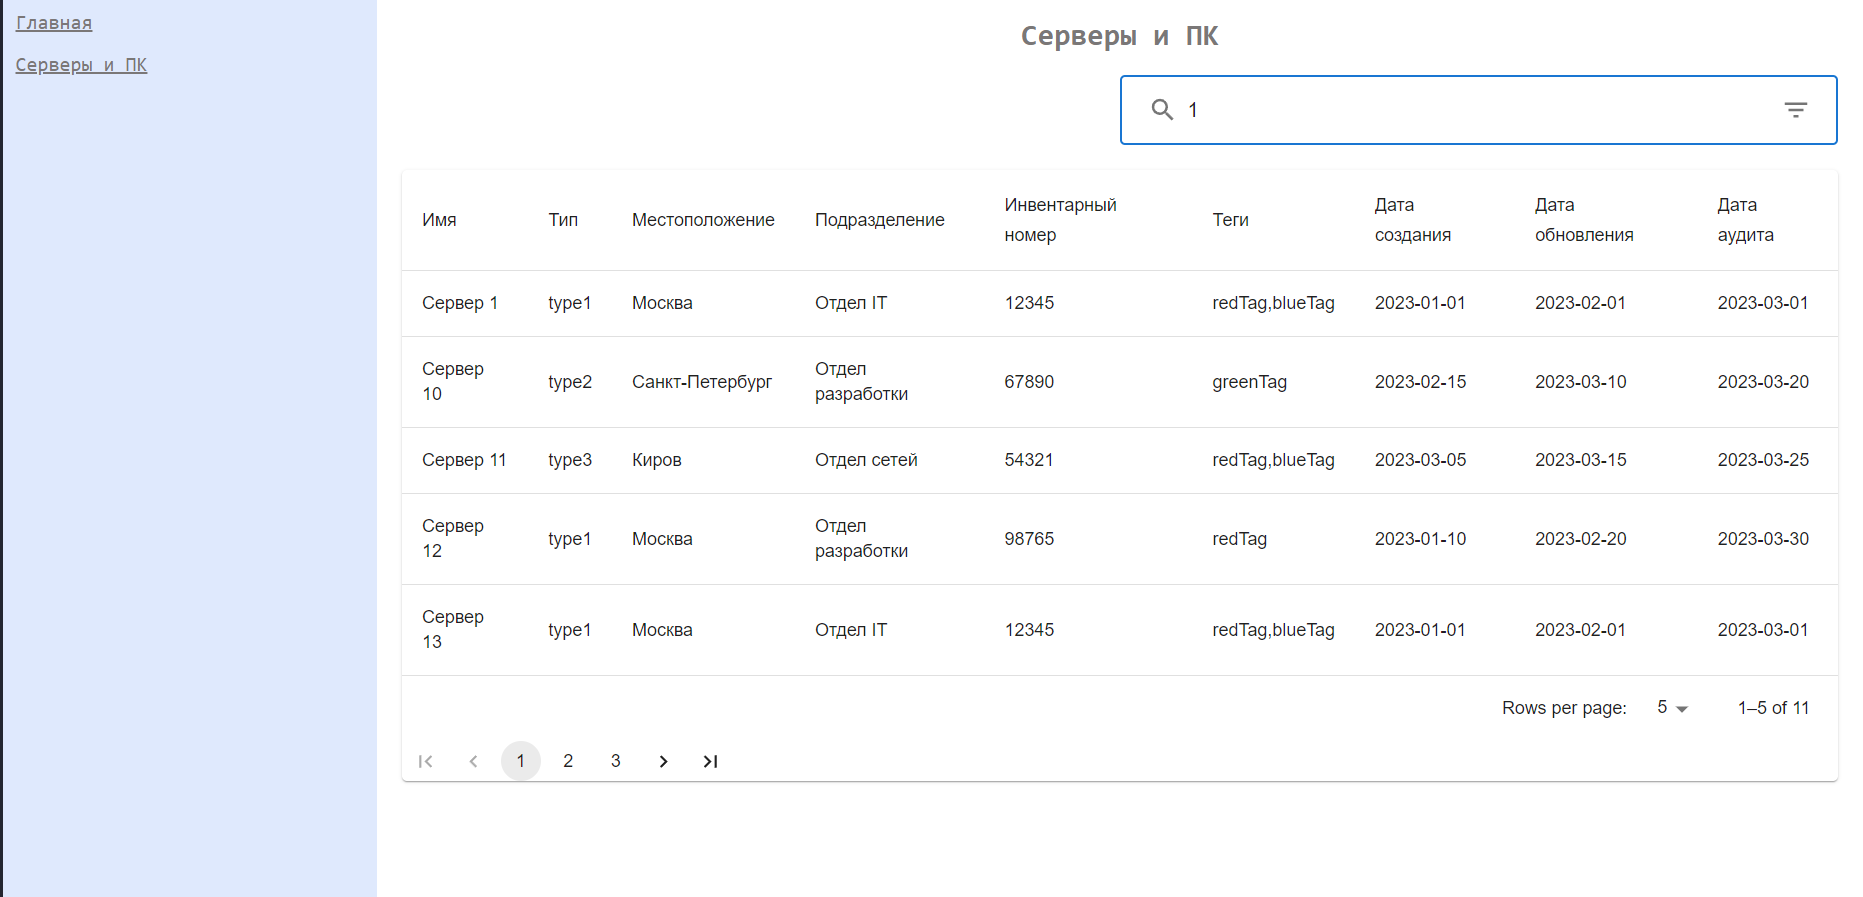 Главная
Серверы и ПК
Серверы и ПК
1
Имя Тип Местоположение Подразделение Инвентарный номер Теги Дата создания Дата обновления Дата аудита
Сервер 1 type1 Москва Отдел IT 12345 redTag,blueTag 2023-01-01 2023-02-01 2023-03-01
Сервер 10 type2 Санкт-Петербург Отдел разработки 67890 greenTag 2023-02-15 2023-03-10 2023-03-20
Сервер 11 type3 Киров Отдел сетей 54321 redTag,blueTag 2023-03-05 2023-03-15 2023-03-25
Сервер 12 type1 Москва Отдел разработки 98765 redTag 2023-01-10 2023-02-20 2023-03-30
Сервер 13 type1 Москва Отдел IT 12345 redTag,blueTag 2023-01-01 2023-02-01 2023-03-01
Rows per page: 5 1–5 of 11
1 2 3